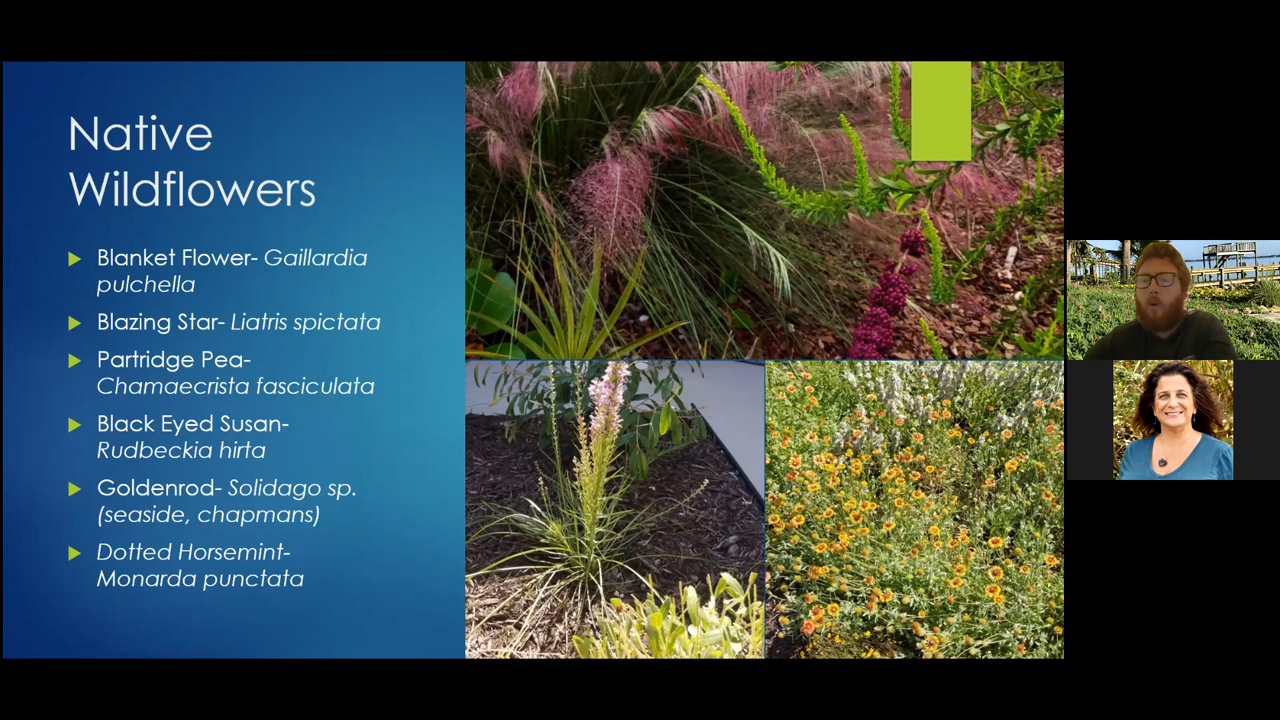 Native
Wildflowers
Blanket Flower- Gaillardia
pulchella
Blazing Star- Liatris spictata
Partridge Pea-
Chamaecrista fasciculata
Black Eyed Susan-
Rudbeckia hirta
Goldenrod- Solidago sp.
(seaside, chapmans)
Dotted Horsemint-
Monarda punctata